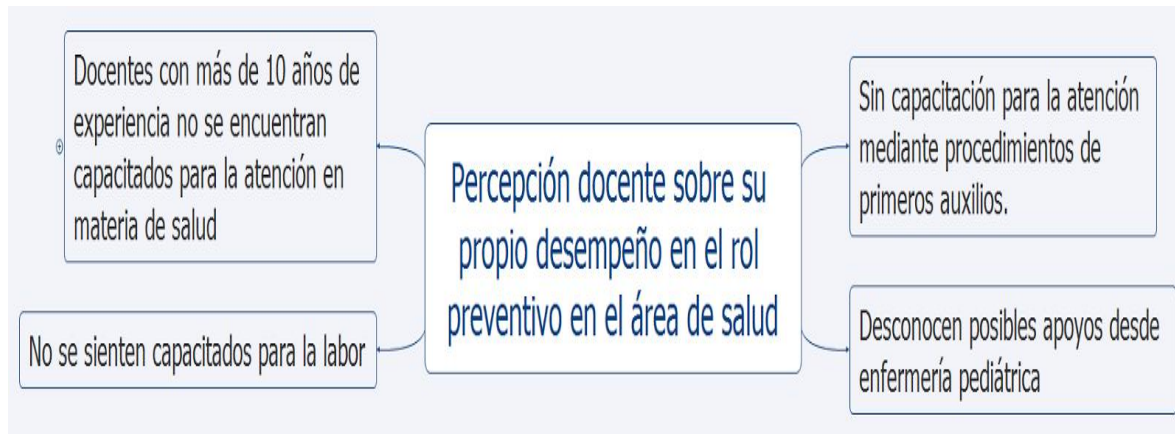 Docentes con más de 10 años de
experiencia no se encuentran
capacitados para la atención en
materia de salud
No se sienten capacitados para la labor
Percepción docente sobre su
propio desempeño en el rol
preventivo en el área de salud
Sin capacitación para la atención
mediante procedimientos de
primeros auxilios.
Desconocen posibles apoyos desde
enfermería pediátrica